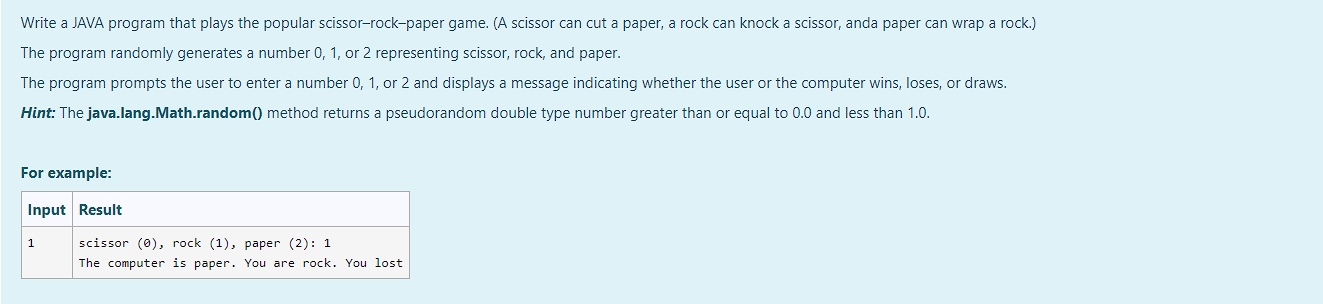 Write a JAVA program that plays the popular scissor–rock–paper game. (A scissor can cut a paper, a rock can knock a scissor, anda paper can wrap a rock.)
The program randomly generates a number 0, 1, or 2 representing scissor, rock, and paper.
The program prompts the user to enter a number 0, 1, or 2 and displays a message indicating whether the user or the computer wins, loses, or draws.
Hint: The java.lang.Math.random() method returns a pseudorandom double type number greater than or equal to 0.0 and less than 1.0.
For example:
Input Result
1 scissor (0), rock (1), paper (2): 1
The computer is paper. You are rock. You lost